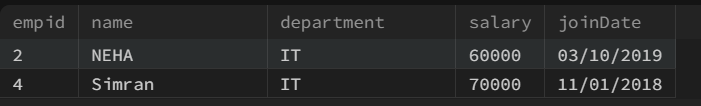 empid name department salary joinDate
2 NEHA IT 60000 03/10/2019
4 Simran IT 70000 11/01/2018